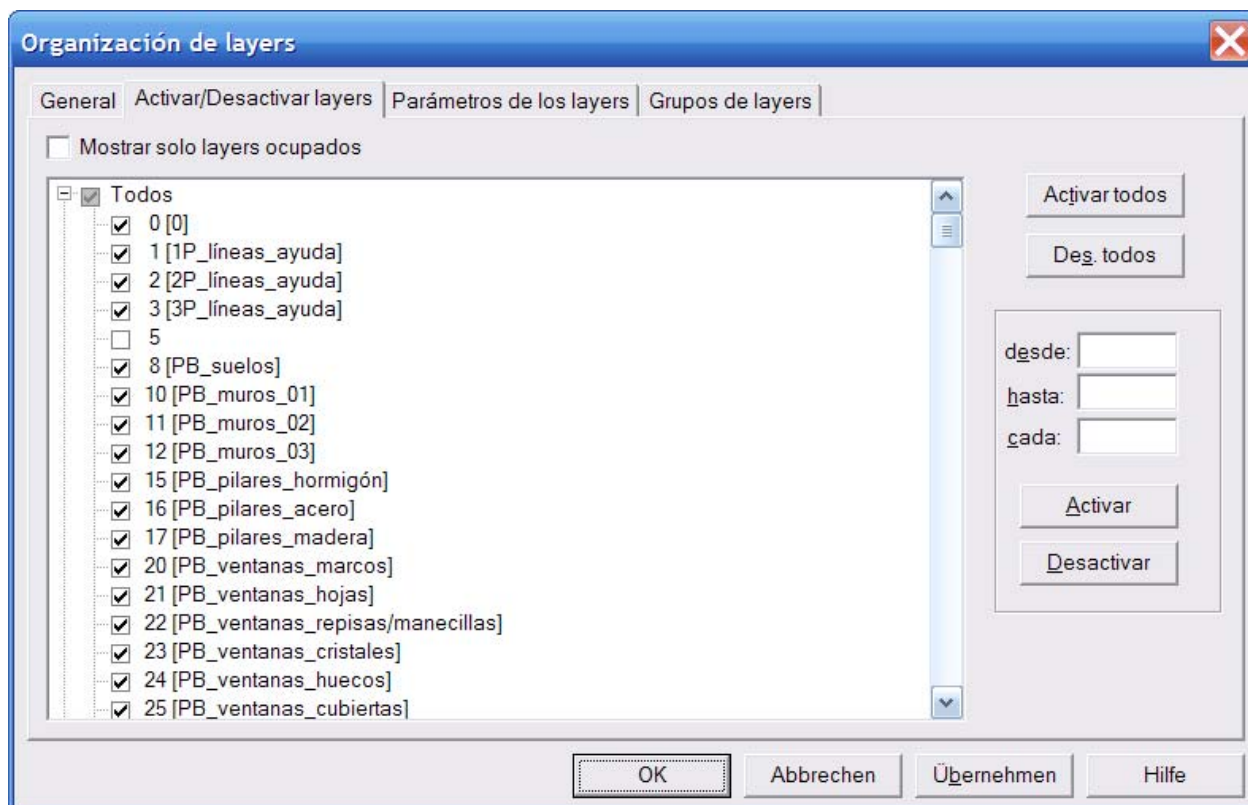 Organización de layers
General Activar/Desactivar layers Parámetros de los layers Grupos de layers
Mostrar solo layers ocupados
Todos
0 [0]
1 [1P_líneas_ayuda]
2 [2P_líneas_ayuda]
3 [3P_líneas_ayuda]
5
8 [PB_suelos]
10 [PB_muros_01]
11 [PB_muros_02]
12 [PB_muros_03]
15 [PB_pilares_hormigón]
16 [PB_pilares_acero]
17 [PB_pilares_madera]
20 [PB_ventanas_marcos]
21 [PB_ventanas_hojas]
22 [PB_ventanas_repisas/manecillas]
23 [PB_ventanas_cristales]
24 [PB_ventanas_huecos]
25 [PB_ventanas_cubiertas]
Activar todos
Des. todos
desde:
hasta:
cada:
Activar
Desactivar
OK Abbrechen Übernehmen Hilfe